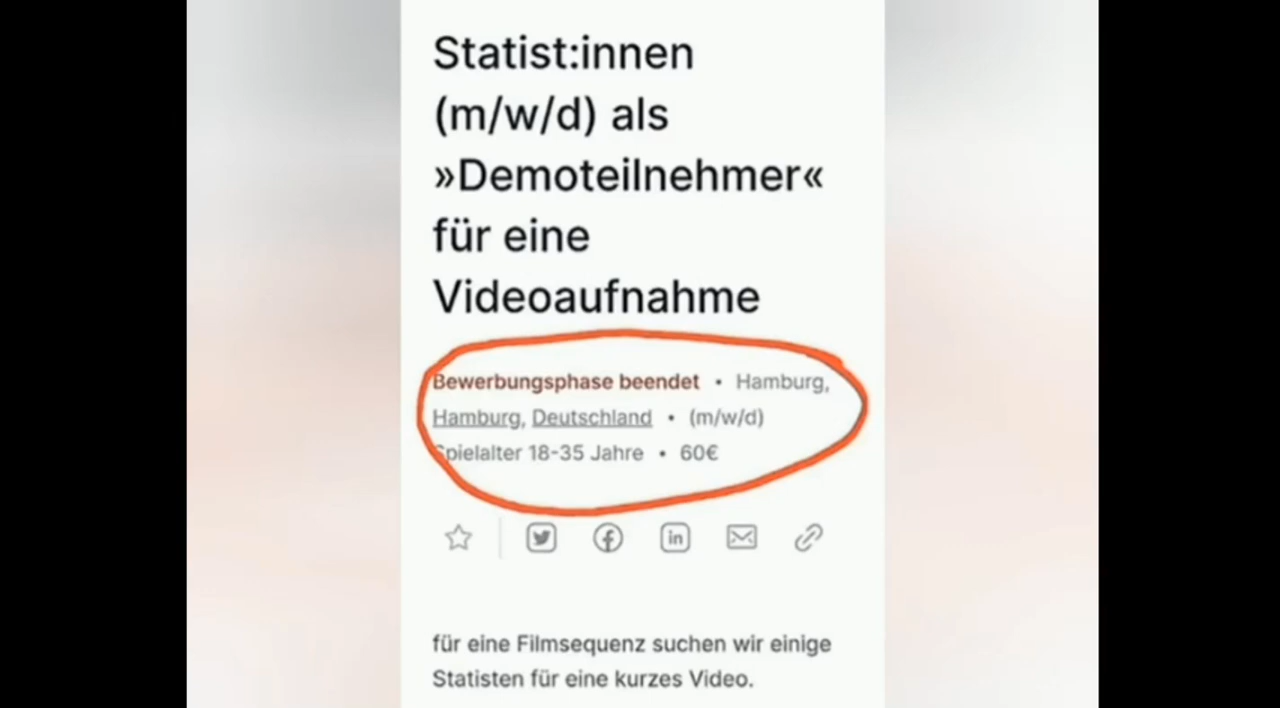 Statist:innen
(m/w/d) als
»Demoteilnehmer«
für eine
Videoaufnahme
Bewerbungsphase beendet • Hamburg,
Hamburg, Deutschland • (m/w/d)
Spielalter 18-35 Jahre • 60€
für eine Filmsequenz suchen wir einige
Statisten für eine kurzes Video.